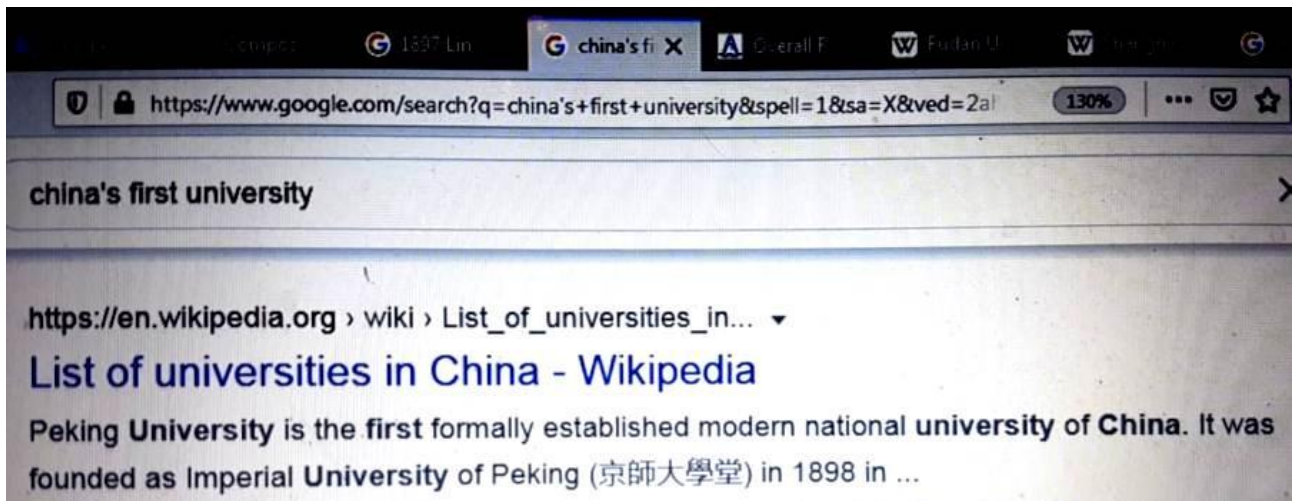 1897 Lin
china's fi
Overall F
Fudan U
https://www.google.com/search?q=china's+first+university&spell=1&sa=X&ved=2a
130%
china's first university
https://en.wikipedia.org › wiki › List_of_universities_in...
List of universities in China - Wikipedia
Peking University is the first formally established modern national university of China. It was
founded as Imperial University of Peking (京師大學堂) in 1898 in ...